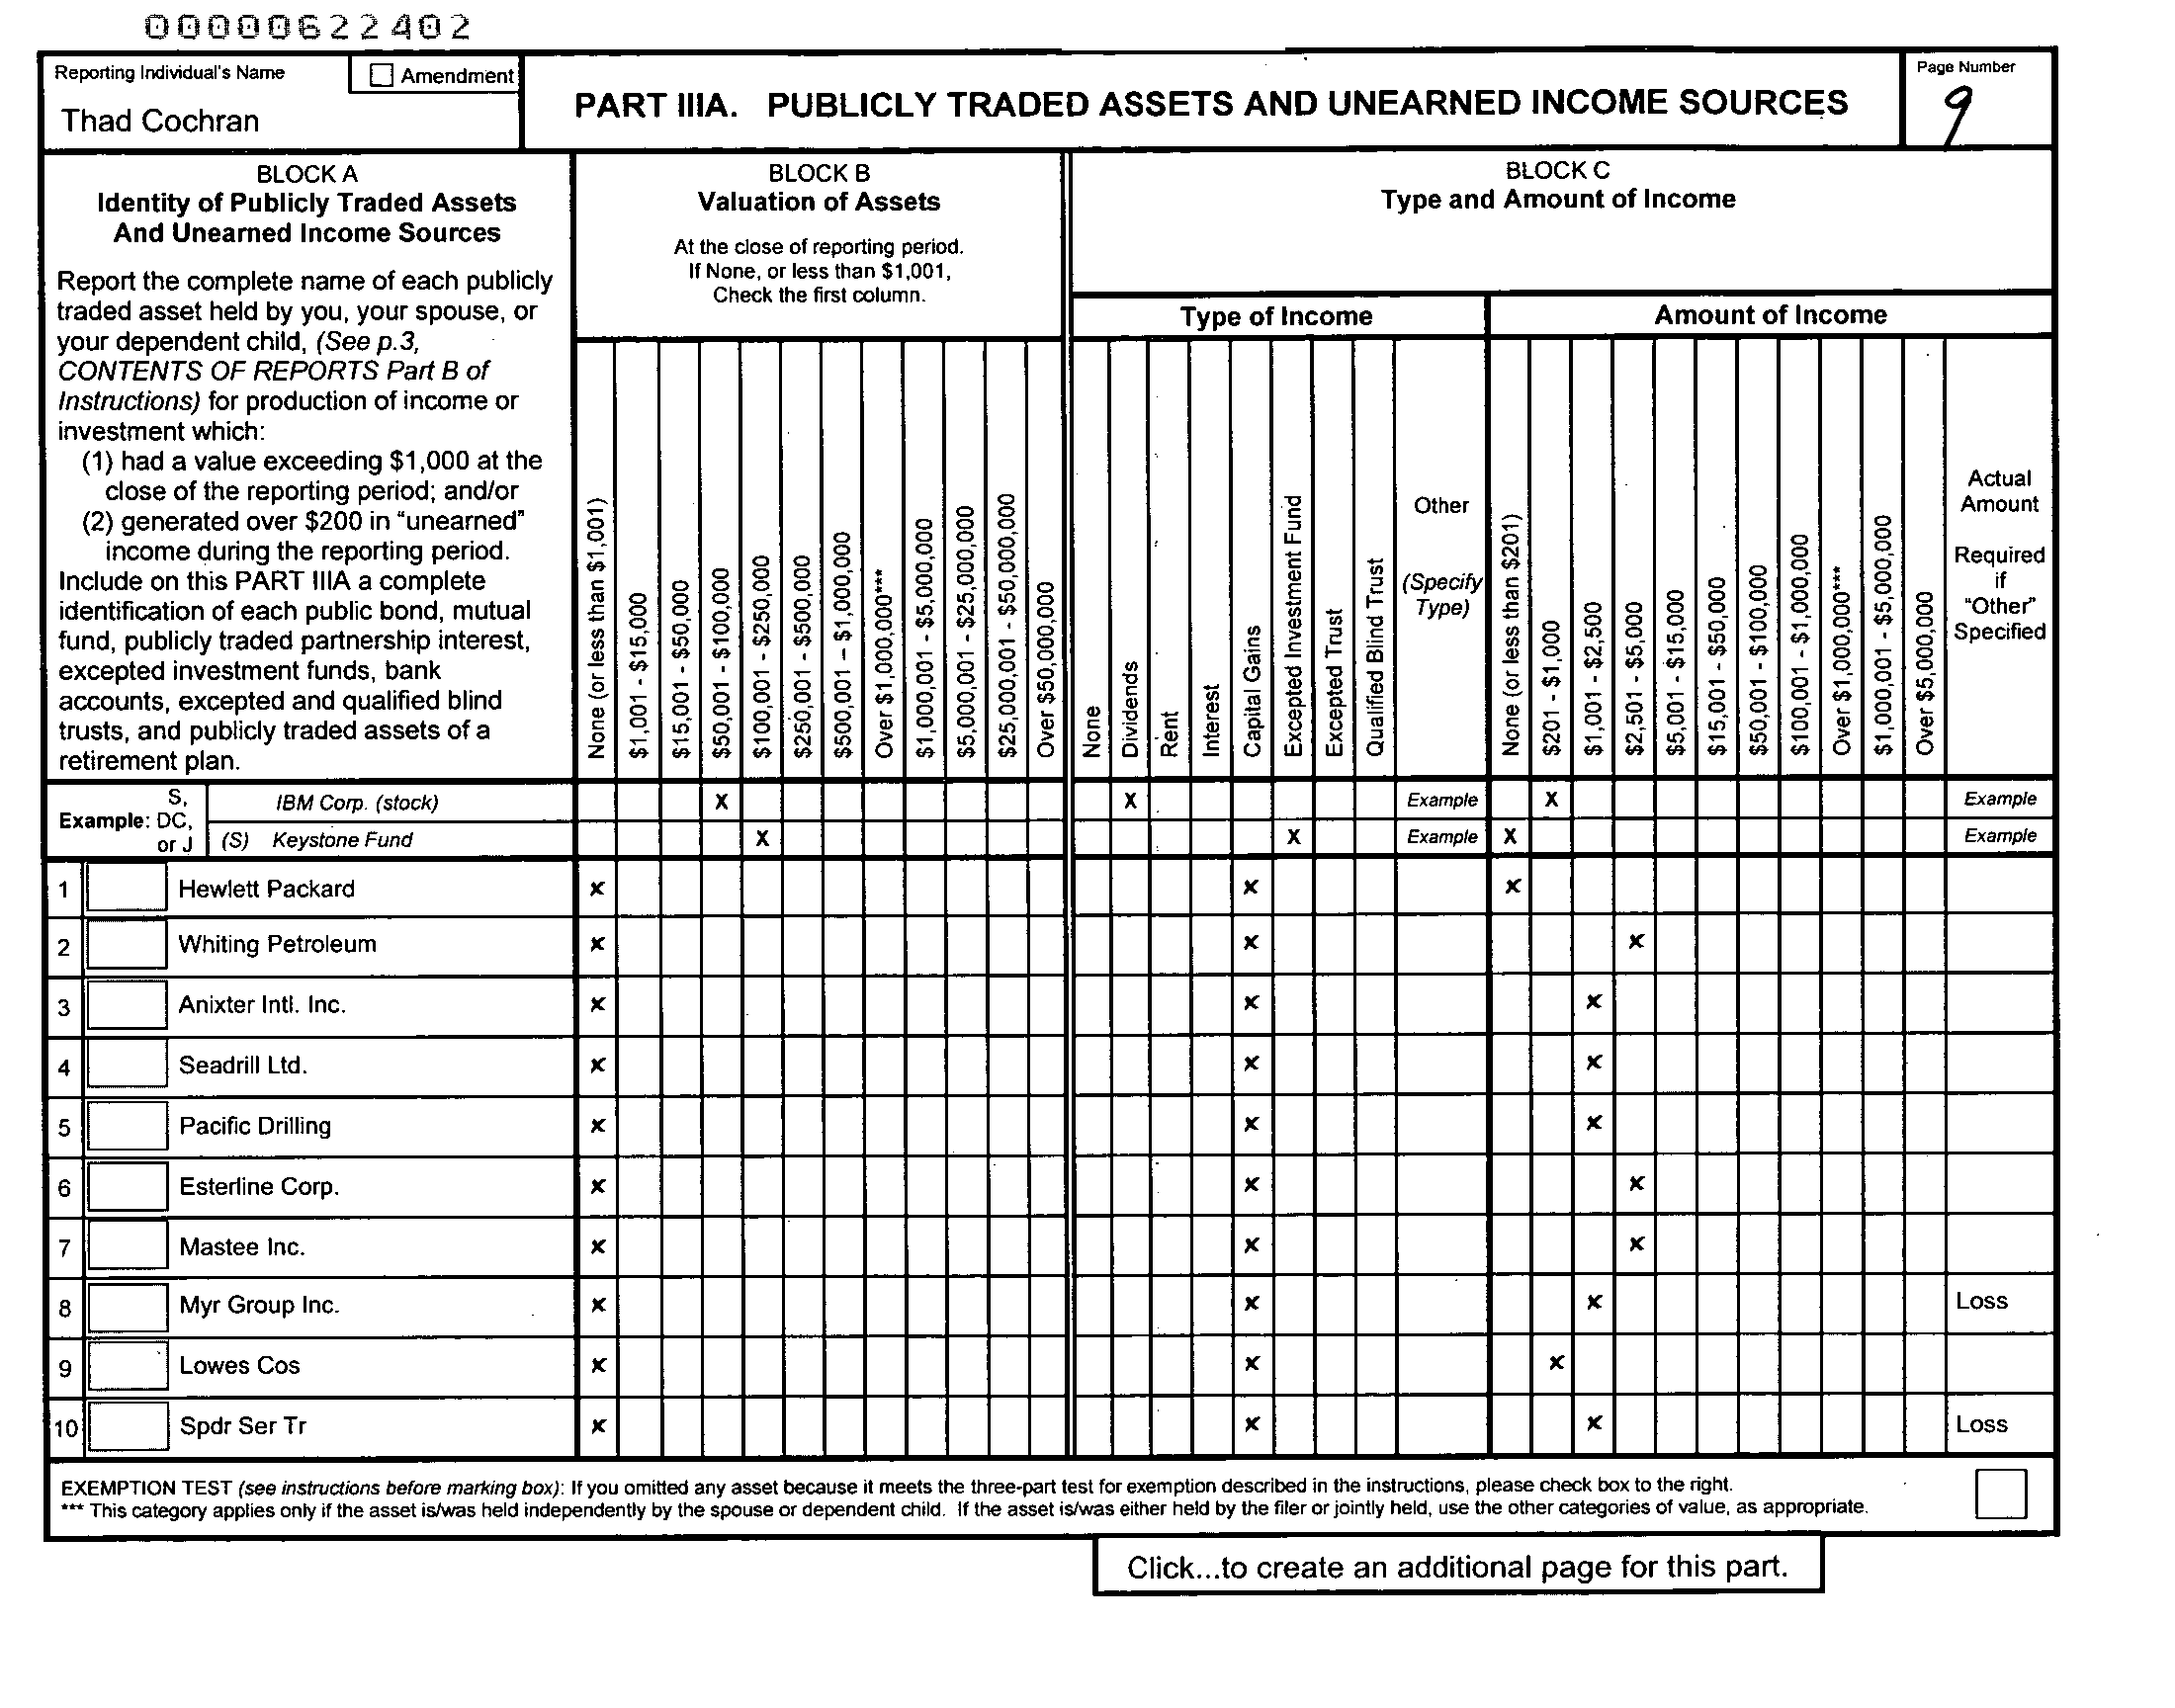 00000622402
Reporting Individual's Name
Amendment
Thad Cochran
PART IIIA. PUBLICLY TRADED ASSETS AND UNEARNED INCOME SOURCES
Page Number
9
BLOCK A
Identity of Publicly Traded Assets
And Unearned Income Sources
Report the complete name of each publicly
traded asset held by you, your spouse, or
your dependent child, (See p.3,
CONTENTS OF REPORTS Part B of
Instructions) for production of income or
investment which:
(1) had a value exceeding $1,000 at the
close of the reporting period; and/or
(2) generated over $200 in "unearned"
income during the reporting period.
Include on this PART IIIA a complete
identification of each public bond, mutual
fund, publicly traded partnership interest,
excepted investment funds, bank
accounts, excepted and qualified blind
trusts, and publicly traded assets of a
retirement plan.
BLOCK B
Valuation of Assets
At the close of reporting period.
If None, or less than $1,001,
Check the first column.
None (or less than $1,001)
$1,001 - $15,000
$15,001 - $50,000
$50,001 - $100,000
$100,001 - $250,000
$250,001 - $500,000
$500,001 – $1,000,000
Over $1,000,000***
$1,000,001 - $5,000,000
$5,000,001 - $25,000,000
$25,000,001 - $50,000,000
Over $50,000,000
BLOCK C
Type and Amount of Income
Type of Income
None
Dividends
Rent
Interest
Capital Gains
Excepted Investment Fund
Excepted Trust
Qualified Blind Trust
Other
(Specify
Type)
Amount of Income
None (or less than $201)
$201 - $1,000
$1,001 - $2,500
$2,501 - $5,000
$5,001 - $15,000
$15,001 - $50,000
$50,001 - $100,000
$100,001 - $1,000,000
Over $1,000,000***
$1,000,001 - $5,000,000
Over $5,000,000
Actual
Amount
Required
if
"Other"
Specified
Example: S, DC, or J
IBM Corp. (stock) X X Example X Example
(S) Keystone Fund X X Example X Example
1 Hewlett Packard x x x
2 Whiting Petroleum x x x
3 Anixter Intl. Inc. x x x
4 Seadrill Ltd. x x x
5 Pacific Drilling x x x
6 Esterline Corp. x x x
7 Mastee Inc. x x x
8 Myr Group Inc. x x x Loss
9 Lowes Cos x x x
10 Spdr Ser Tr x x x Loss
EXEMPTION TEST (see instructions before marking box): If you omitted any asset because it meets the three-part test for exemption described in the instructions, please check box to the right.
*** This category applies only if the asset is/was held independently by the spouse or dependent child. If the asset is/was either held by the filer or jointly held, use the other categories of value, as appropriate.
Click...to create an additional page for this part.